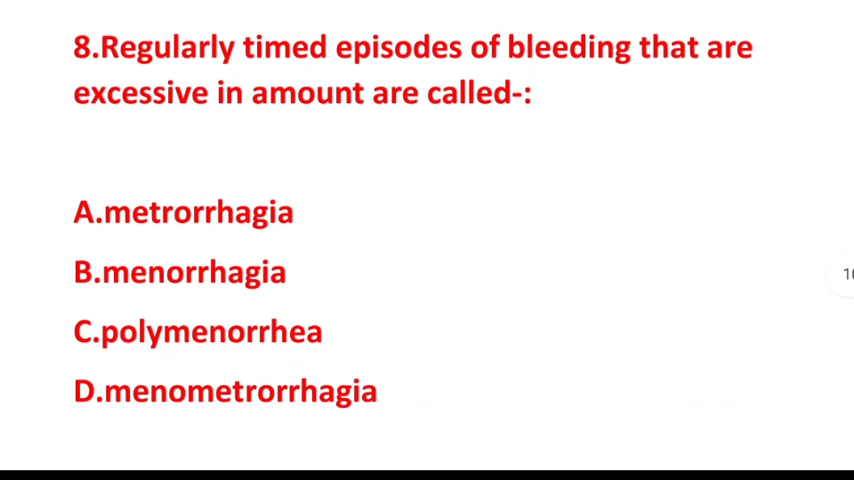 8.Regularly timed episodes of bleeding that are
excessive in amount are called-:
A.metrorrhagia
B.menorrhagia
C.polymenorrhea
D.menometrorrhagia